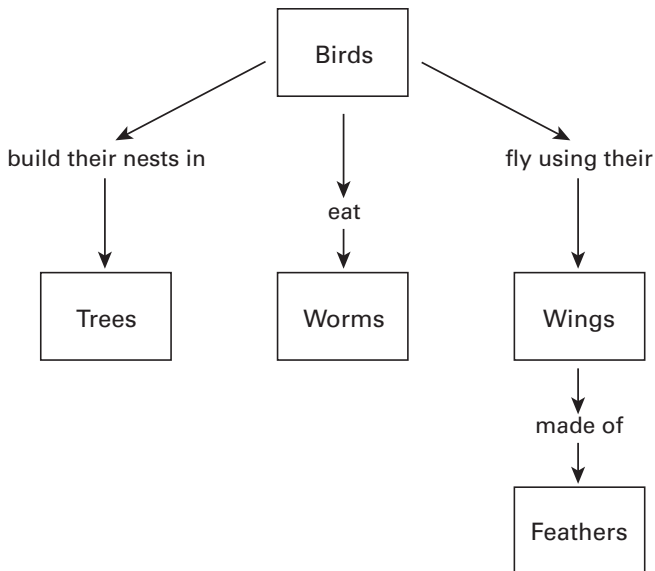 Birds
build their nests in
fly using their
eat
Trees
Worms
Wings
made of
Feathers